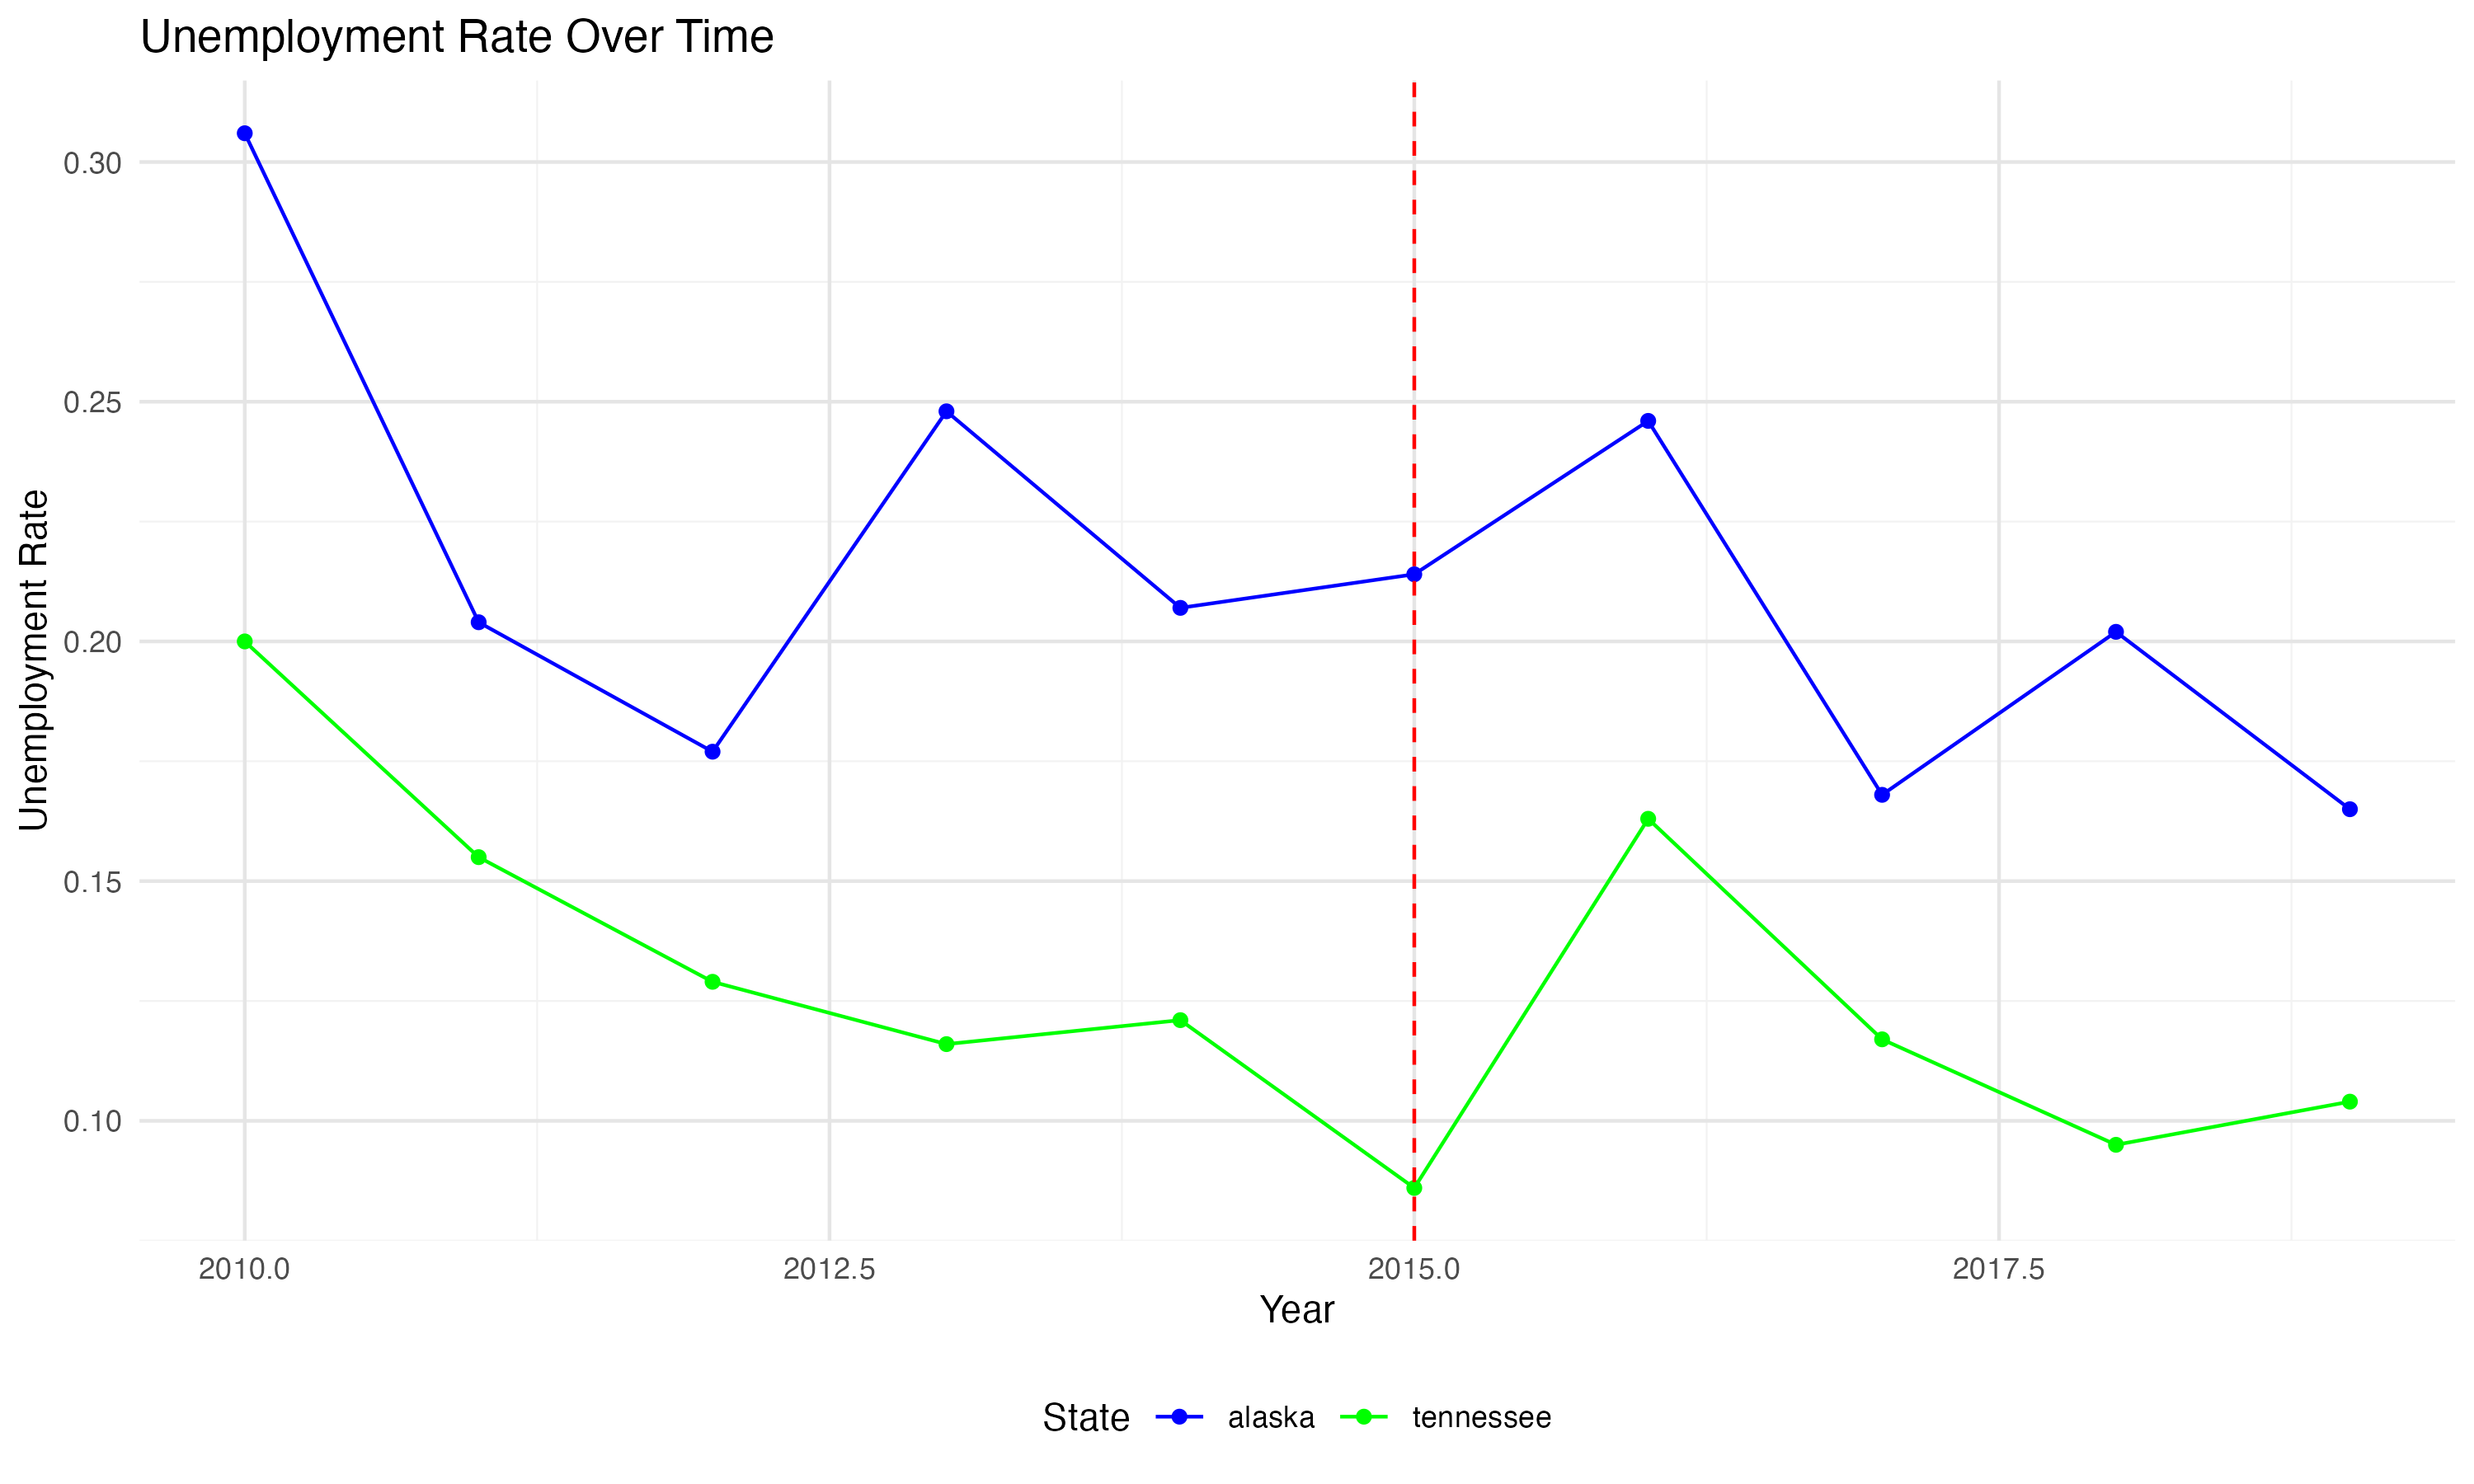 Unemployment Rate Over Time
Unemployment Rate
0.30
0.25
0.20
0.15
0.10
2010.0 2012.5 2015.0 2017.5
Year
State alaska tennessee